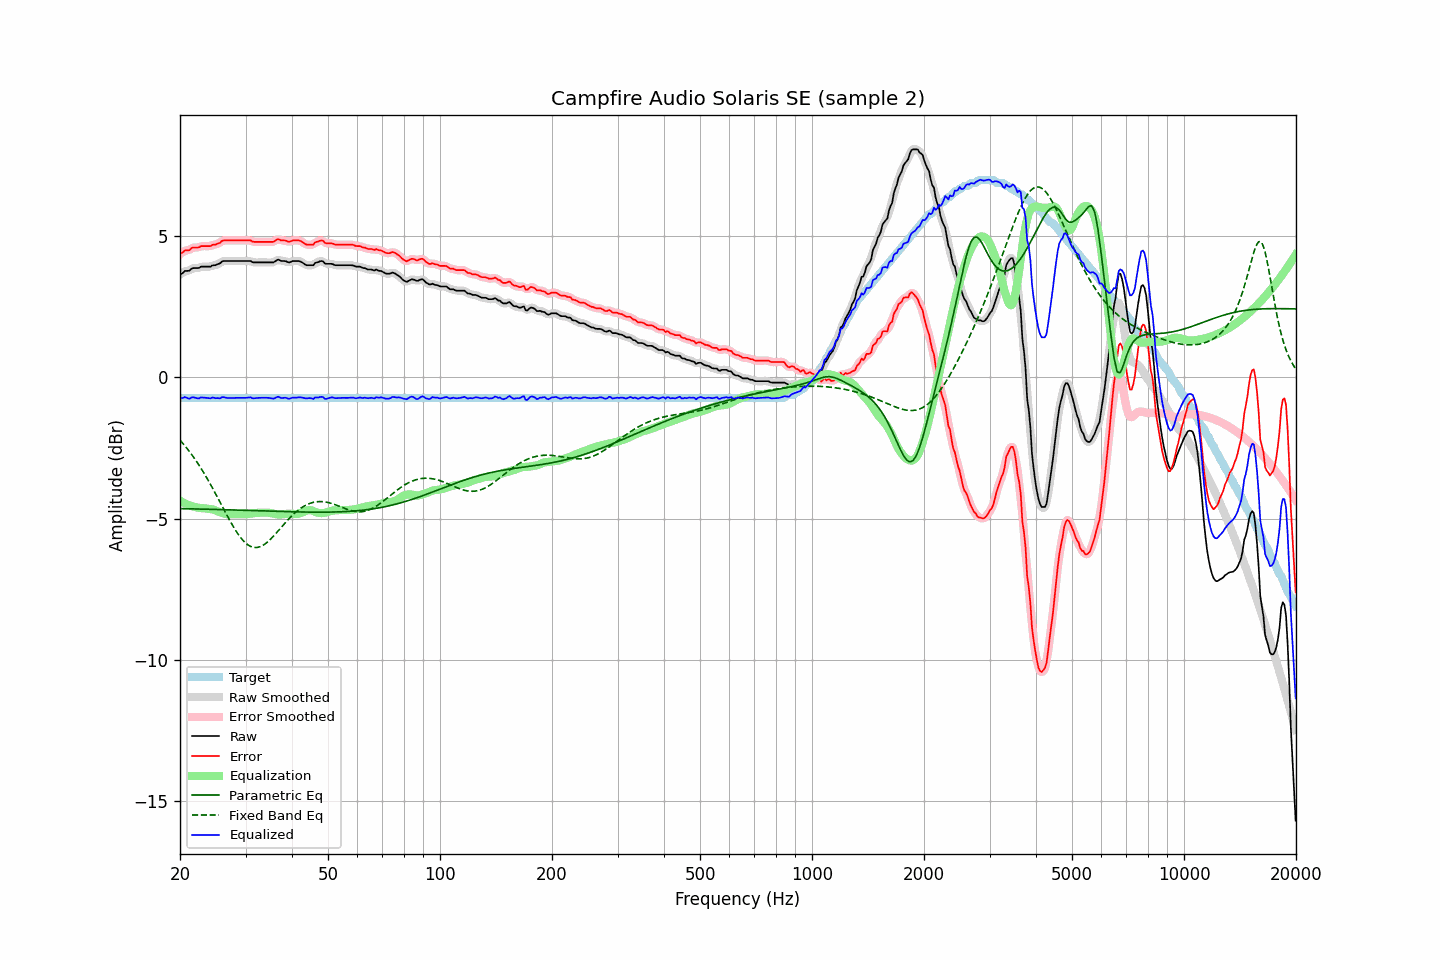 Campfire Audio Solaris SE (sample 2)
Amplitude (dBr)
5
0
−5
−10
−15
Target
Raw Smoothed
Error Smoothed
Raw
Error
Equalization
Parametric Eq
Fixed Band Eq
Equalized
20 50 100 200 500 1000 2000 5000 10000 20000
Frequency (Hz)